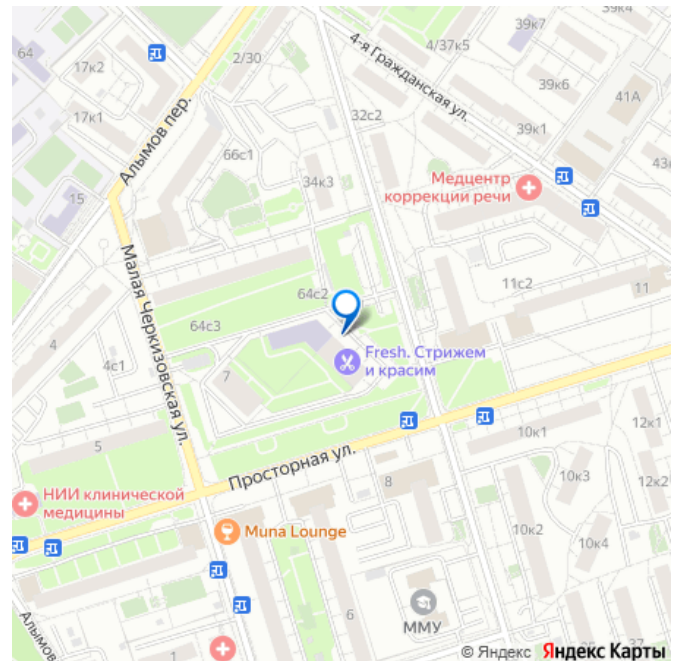 64
17к2
2/30
4/37к5
39к7
4-я Гражданская ул.
39к6
41А
17к1
Алымов пер.
32с2
39к1
43
66с1
34к3
Медцентр
коррекции речи
15
Малая Черкизовская ул.
64с2
11с2
11
64с3
4
4с1
7
Fresh. Стрижем
и красим
5
Просторная ул.
8
10к1
12к1
10к3
12к2
НИИ клинической
медицины
Muna Lounge
10к2
10к4
6
ММУ
Алымов
1
37
© Яндекс Яндекс Карты